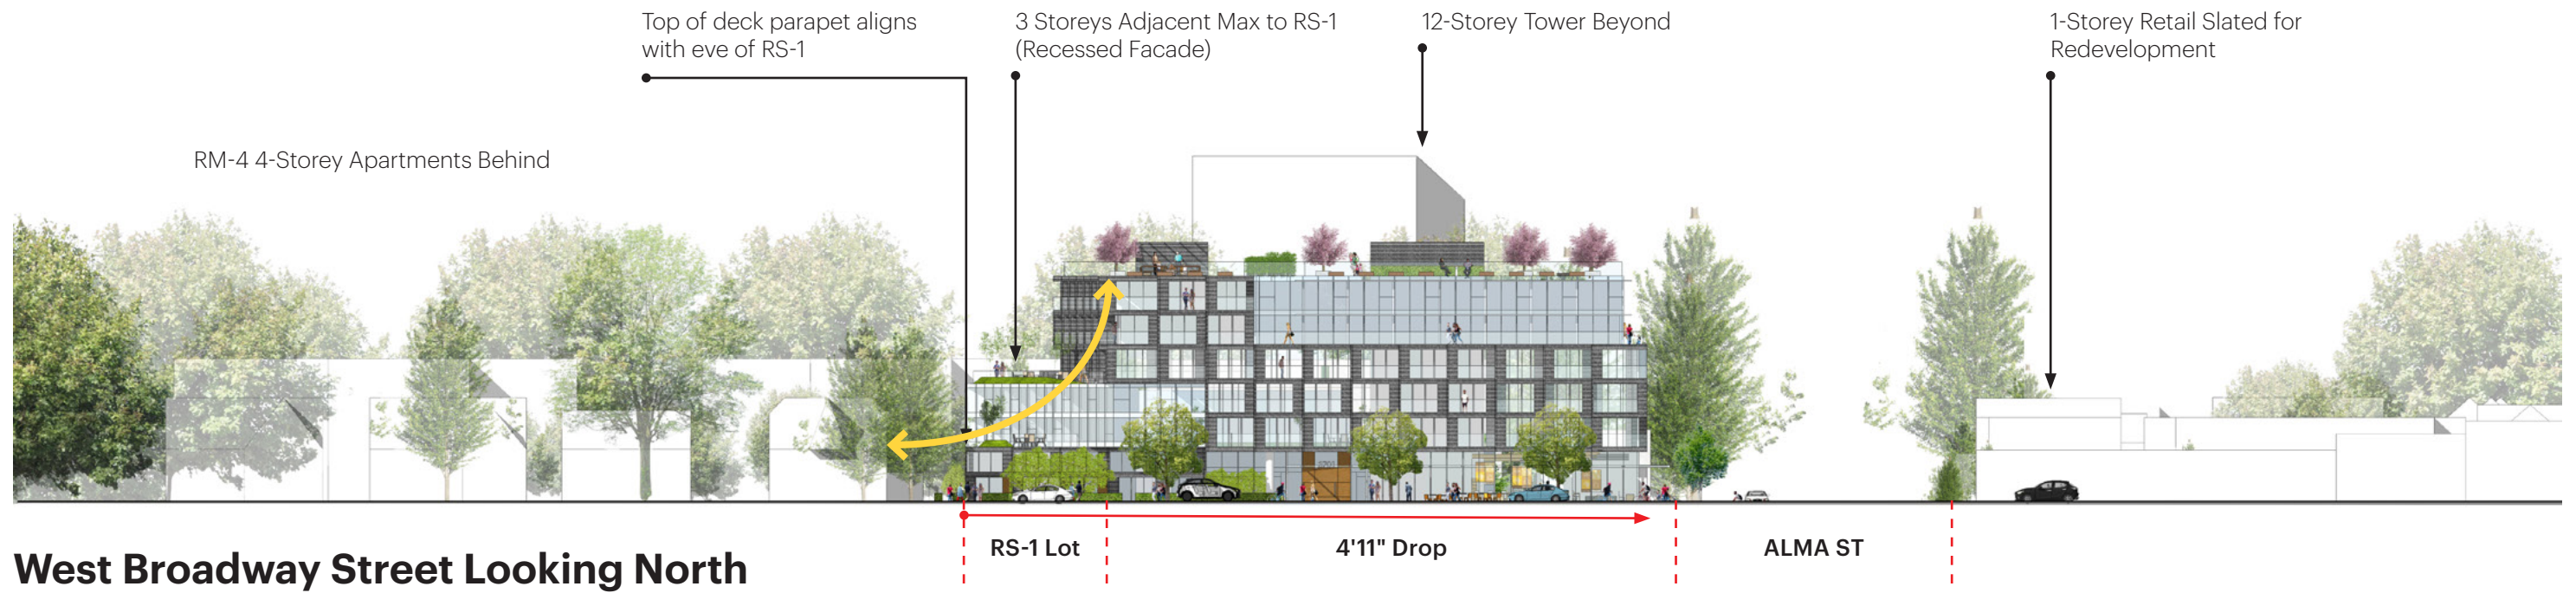 Top of deck parapet aligns
with eve of RS-1
3 Storeys Adjacent Max to RS-1
(Recessed Facade)
12-Storey Tower Beyond
1-Storey Retail Slated for
Redevelopment
RM-4 4-Storey Apartments Behind
RS-1 Lot
4'11" Drop
ALMA ST
West Broadway Street Looking North